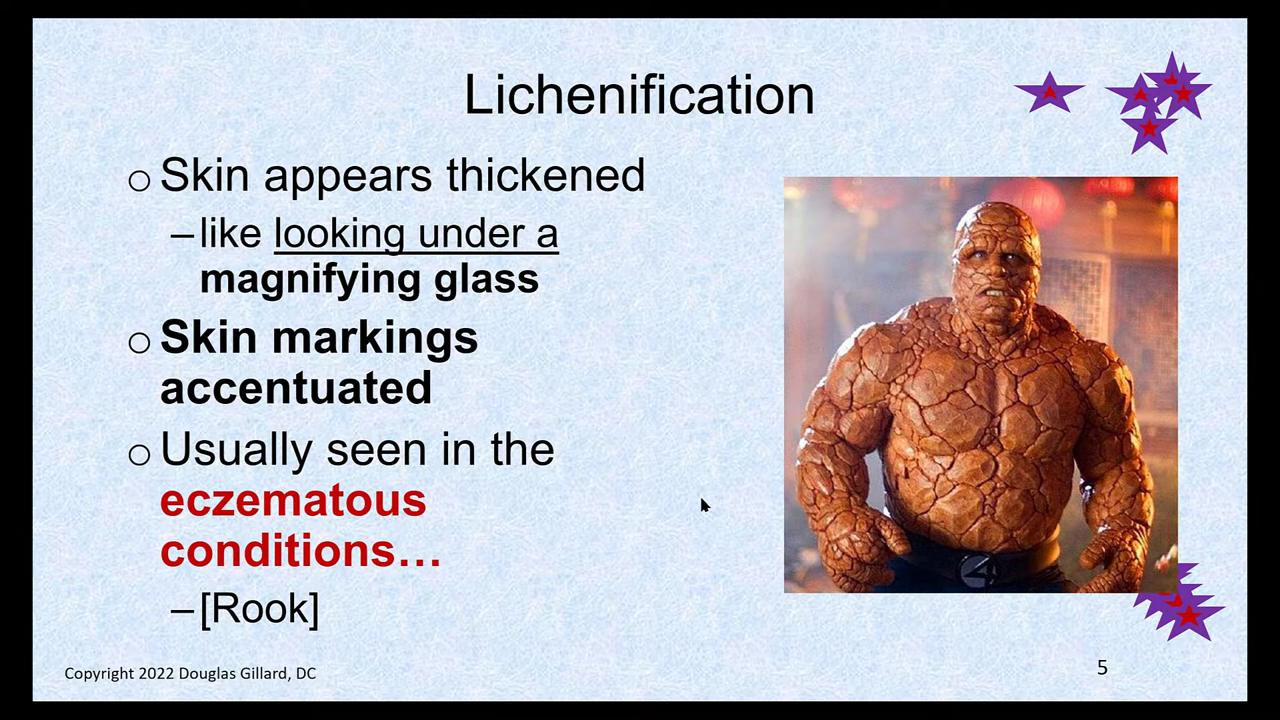 Lichenification
Skin appears thickened
–like looking under a
magnifying glass
Skin markings
accentuated
Usually seen in the
eczematous
conditions…
–[Rook]
Copyright 2022 Douglas Gillard, DC
5